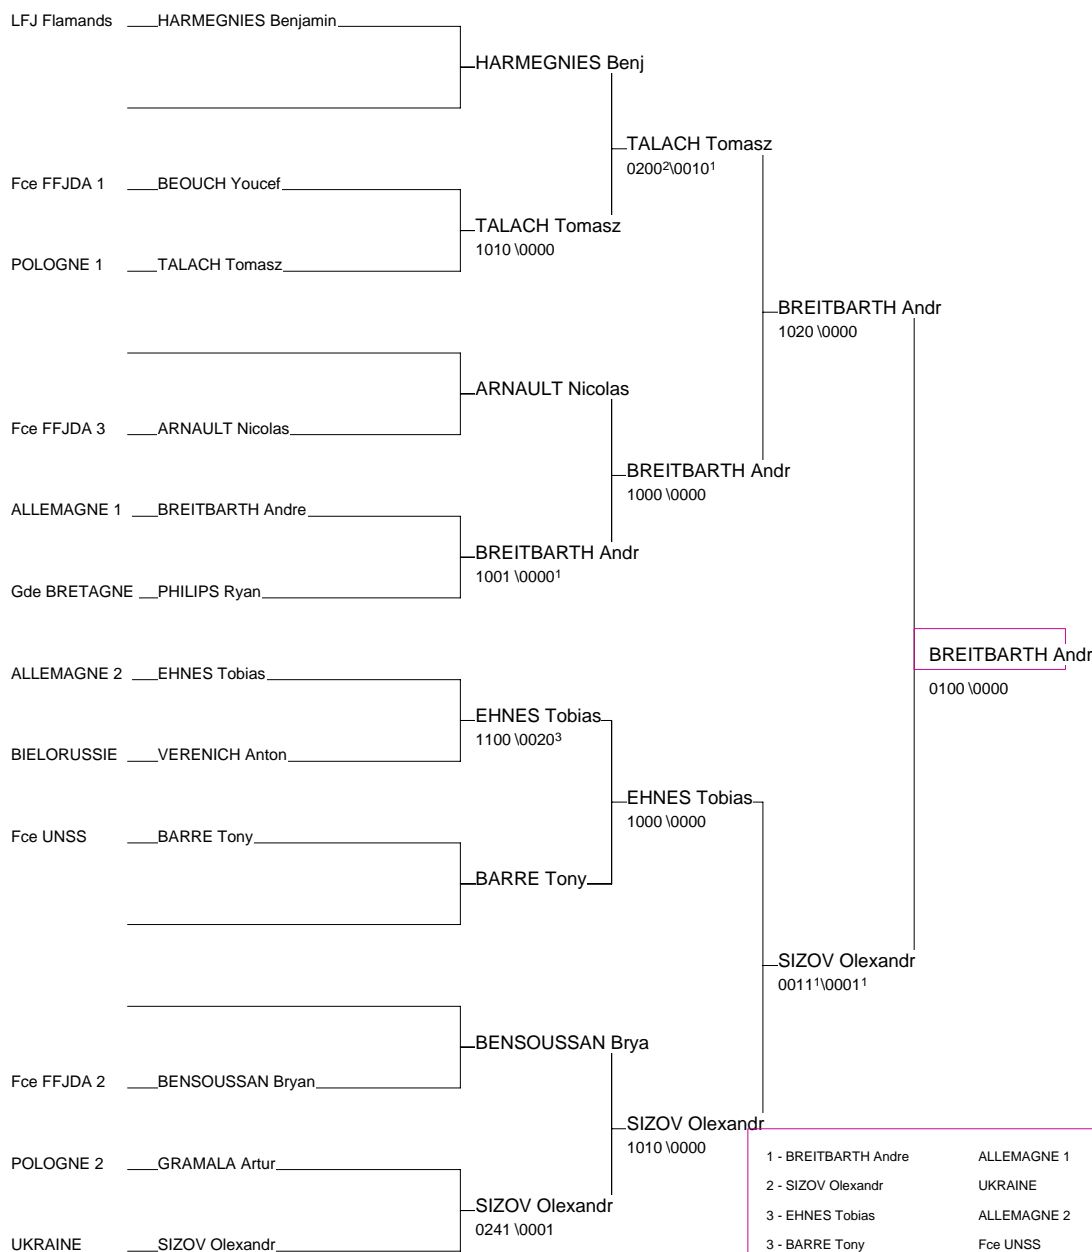 LFJ Flamands HARMEGNIES Benjamin
HARMEGNIES Benj
TALACH Tomasz
0200²\0010¹
Fce FFJDA 1 BEOUCH Youcef
TALACH Tomasz
1010 \0000
POLOGNE 1 TALACH Tomasz
BREITBARTH Andr
1020 \0000
ARNAULT Nicolas
Fce FFJDA 3 ARNAULT Nicolas
BREITBARTH Andr
1000 \0000
ALLEMAGNE 1 BREITBARTH Andre
BREITBARTH Andr
1001 \0000¹
Gde BRETAGNE PHILIPS Ryan
BREITBARTH Andr
0100 \0000
ALLEMAGNE 2 EHNES Tobias
EHNES Tobias
1100 \0020³
BIELORUSSIE VERENICH Anton
EHNES Tobias
1000 \0000
Fce UNSS BARRE Tony
BARRE Tony
SIZOV Olexandr
0011¹\0001¹
BENSOUSSAN Brya
Fce FFJDA 2 BENSOUSSAN Bryan
SIZOV Olexandr
1010 \0000
POLOGNE 2 GRAMALA Artur
SIZOV Olexandr
0241 \0001
UKRAINE SIZOV Olexandr
1 - BREITBARTH Andre ALLEMAGNE 1
2 - SIZOV Olexandr UKRAINE
3 - EHNES Tobias ALLEMAGNE 2
3 - BARRE Tony Fce UNSS